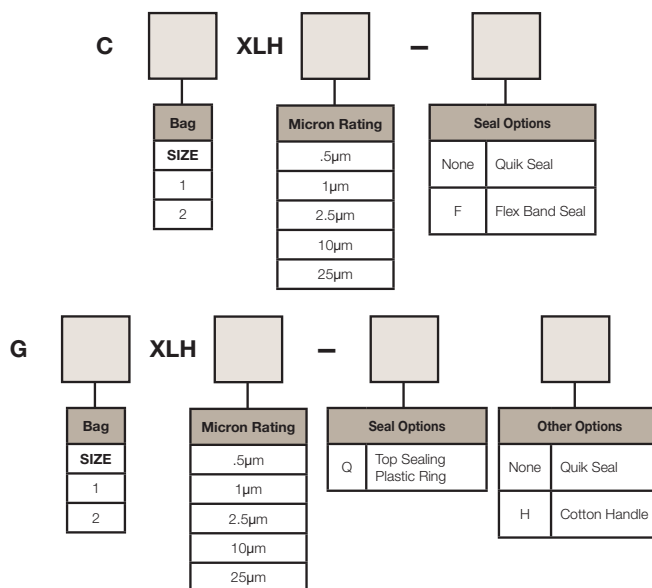 C XLH –
Bag
SIZE
1
2
Micron Rating
.5µm
1µm
2.5µm
10µm
25µm
Seal Options
None Quik Seal
F Flex Band Seal
G XLH –
Bag
SIZE
1
2
Micron Rating
.5µm
1µm
2.5µm
10µm
25µm
Seal Options
Q Top Sealing
Plastic Ring
Other Options
None Quik Seal
H Cotton Handle